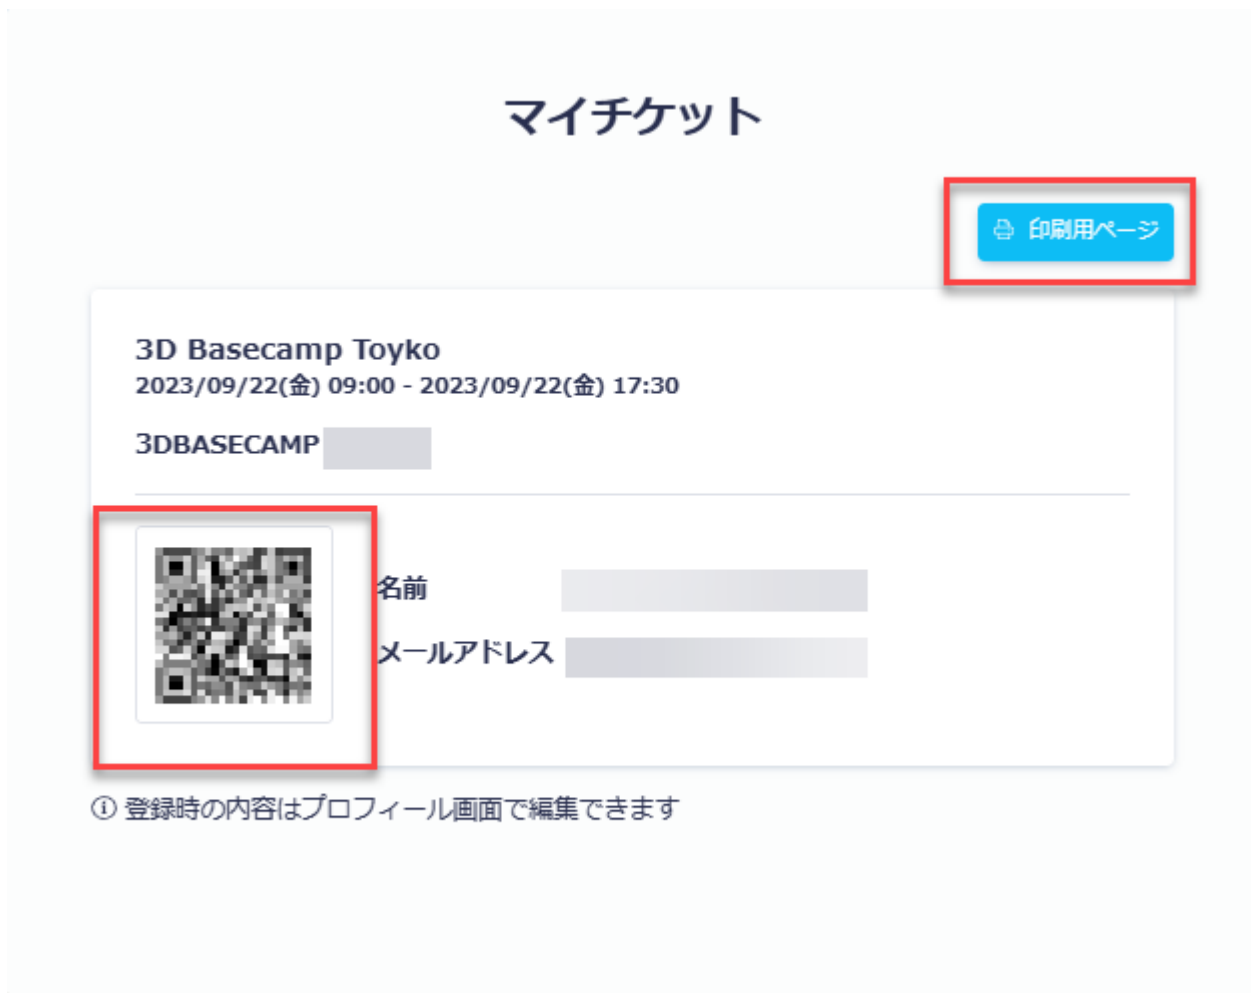 マイチケット
印刷用ページ
3D Basecamp Toyko
2023/09/22(金) 09:00 - 2023/09/22(金) 17:30
3DBASECAMP
名前
メールアドレス
ⓘ 登録時の内容はプロフィール画面で編集できます